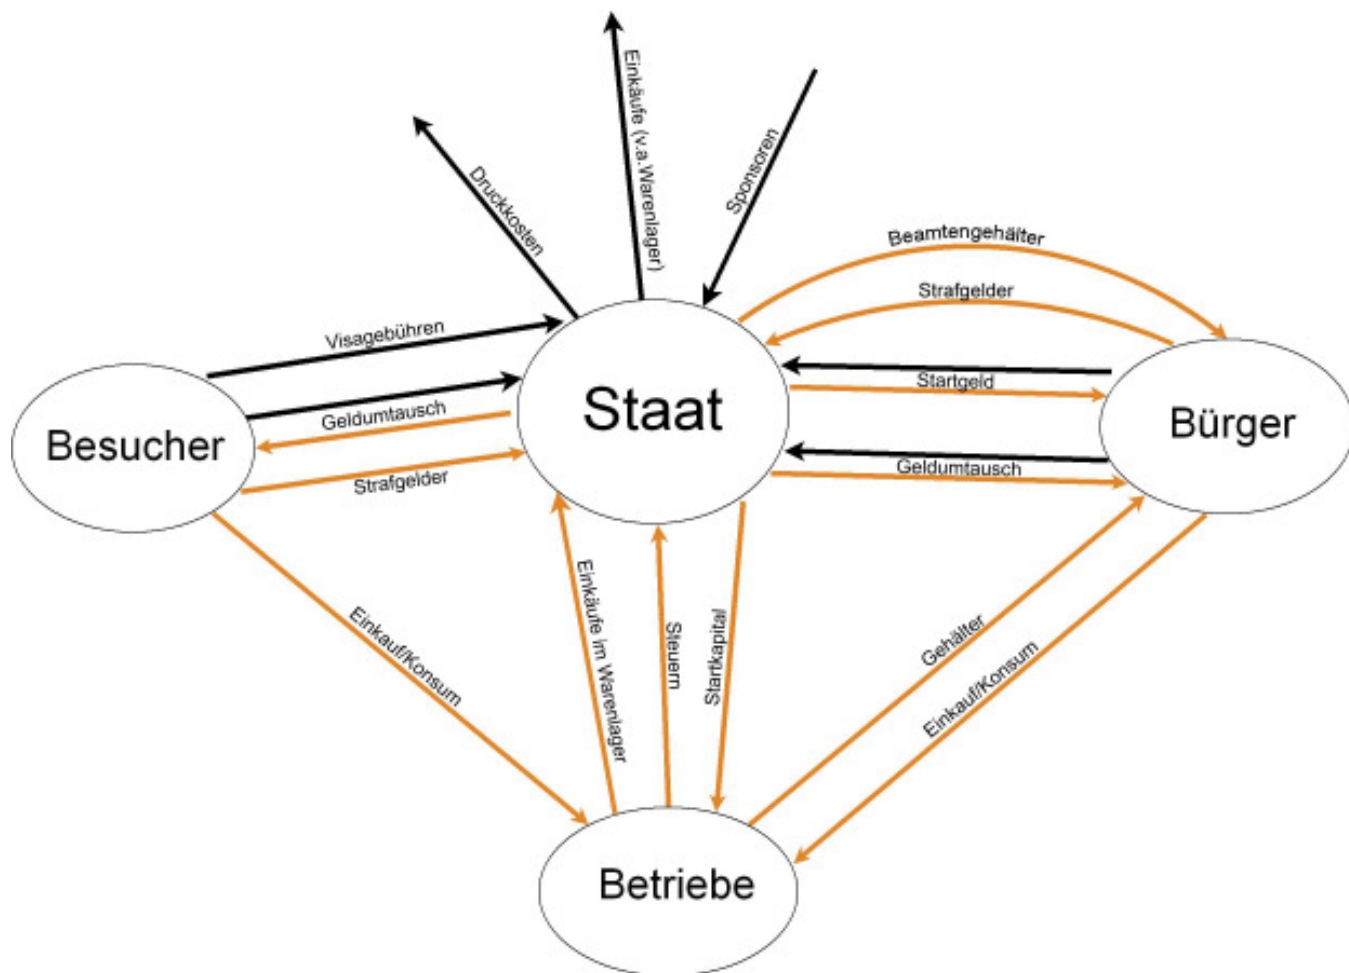 Einkäufe (v.a.Warenlager)
Sponsoren
Druckkosten
Beamtengehälter
Strafgelder
Visagebühren
Startgeld
Staat
Geldumtausch
Besucher
Bürger
Geldumtausch
Strafgelder
Einkauf/Konsum
Einkäufe im Warenlager
Steuern
Startkapital
Gehälter
Einkauf/Konsum
Betriebe